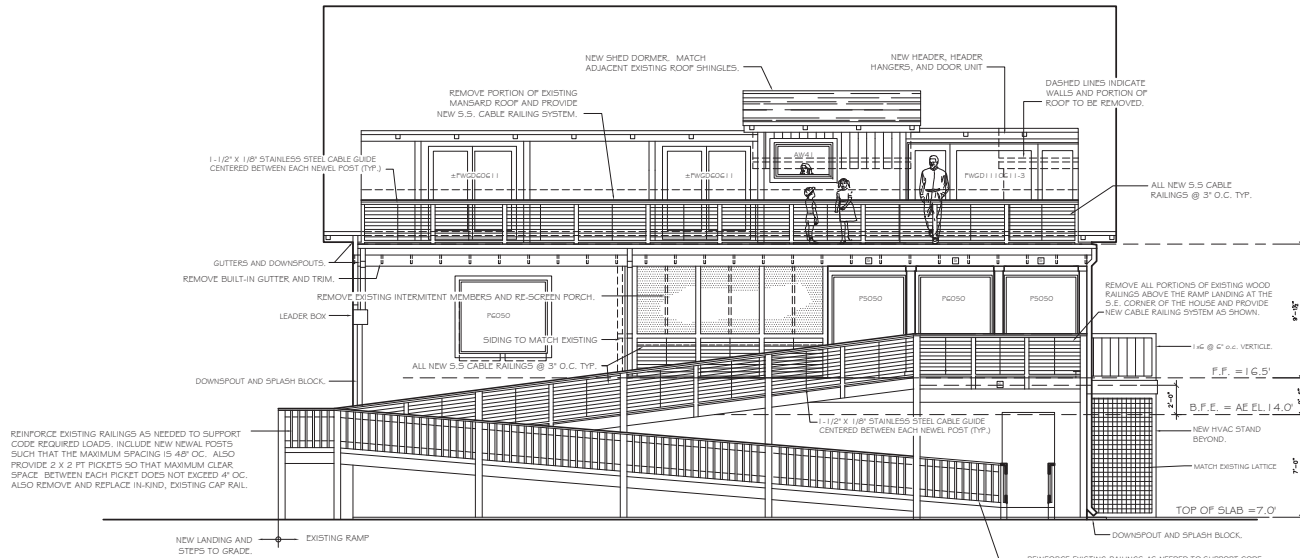 NEW SHED DORMER. MATCH
ADJACENT EXISTING ROOF SHINGLES.
NEW HEADER, HEADER
HANGERS, AND DOOR UNIT
DASHED LINES INDICATE
WALLS AND PORTION OF
ROOF TO BE REMOVED.
REMOVE PORTION OF EXISTING
MANSARD ROOF AND PROVIDE
NEW S.S. CABLE RAILING SYSTEM.
1-1/2" X 1/8" STAINLESS STEEL CABLE GUIDE
CENTERED BETWEEN EACH NEWEL POST (TYP.)
±FWGD60611
±FWGD60611
AW41
FWGD1110611-3
ALL NEW S.S CABLE
RAILINGS @ 3" O.C. TYP.
GUTTERS AND DOWNSPOUTS.
REMOVE BUILT-IN GUTTER AND TRIM.
REMOVE EXISTING INTERMITENT MEMBERS AND RE-SCREEN PORCH.
P6050
P5050
P6050
P5050
REMOVE ALL PORTIONS OF EXISTING WOOD
RAILINGS ABOVE THE RAMP LANDING AT THE
S.E. CORNER OF THE HOUSE AND PROVIDE
NEW CABLE RAILING SYSTEM AS SHOWN.
LEADER BOX
SIDING TO MATCH EXISTING
1x6 @ 6" o.c. VERTICLE.
ALL NEW S.S CABLE RAILINGS @ 3" O.C. TYP.
F.F. =16.5'
DOWNSPOUT AND SPLASH BLOCK.
2'-0"
B.F.E. = AE EL.14.0'
1-1/2" X 1/8" STAINLESS STEEL CABLE GUIDE
CENTERED BETWEEN EACH NEWEL POST (TYP.)
NEW HVAC STAND
BEYOND.
REINFORCE EXISTING RAILINGS AS NEEDED TO SUPPORT
CODE REQUIRED LOADS. INCLUDE NEW NEWAL POSTS
SUCH THAT THE MAXIMUM SPACING IS 48" OC. ALSO
PROVIDE 2 X 2 PT PICKETS SO THAT MAXIMUM CLEAR
SPACE BETWEEN EACH PICKET DOES NOT EXCEED 4" OC.
ALSO REMOVE AND REPLACE IN-KIND, EXISTING CAP RAIL.
MATCH EXISTING LATTICE
7'-0"
TOP OF SLAB =7.0'
DOWNSPOUT AND SPLASH BLOCK.
NEW LANDING AND
STEPS TO GRADE.
EXISTING RAMP